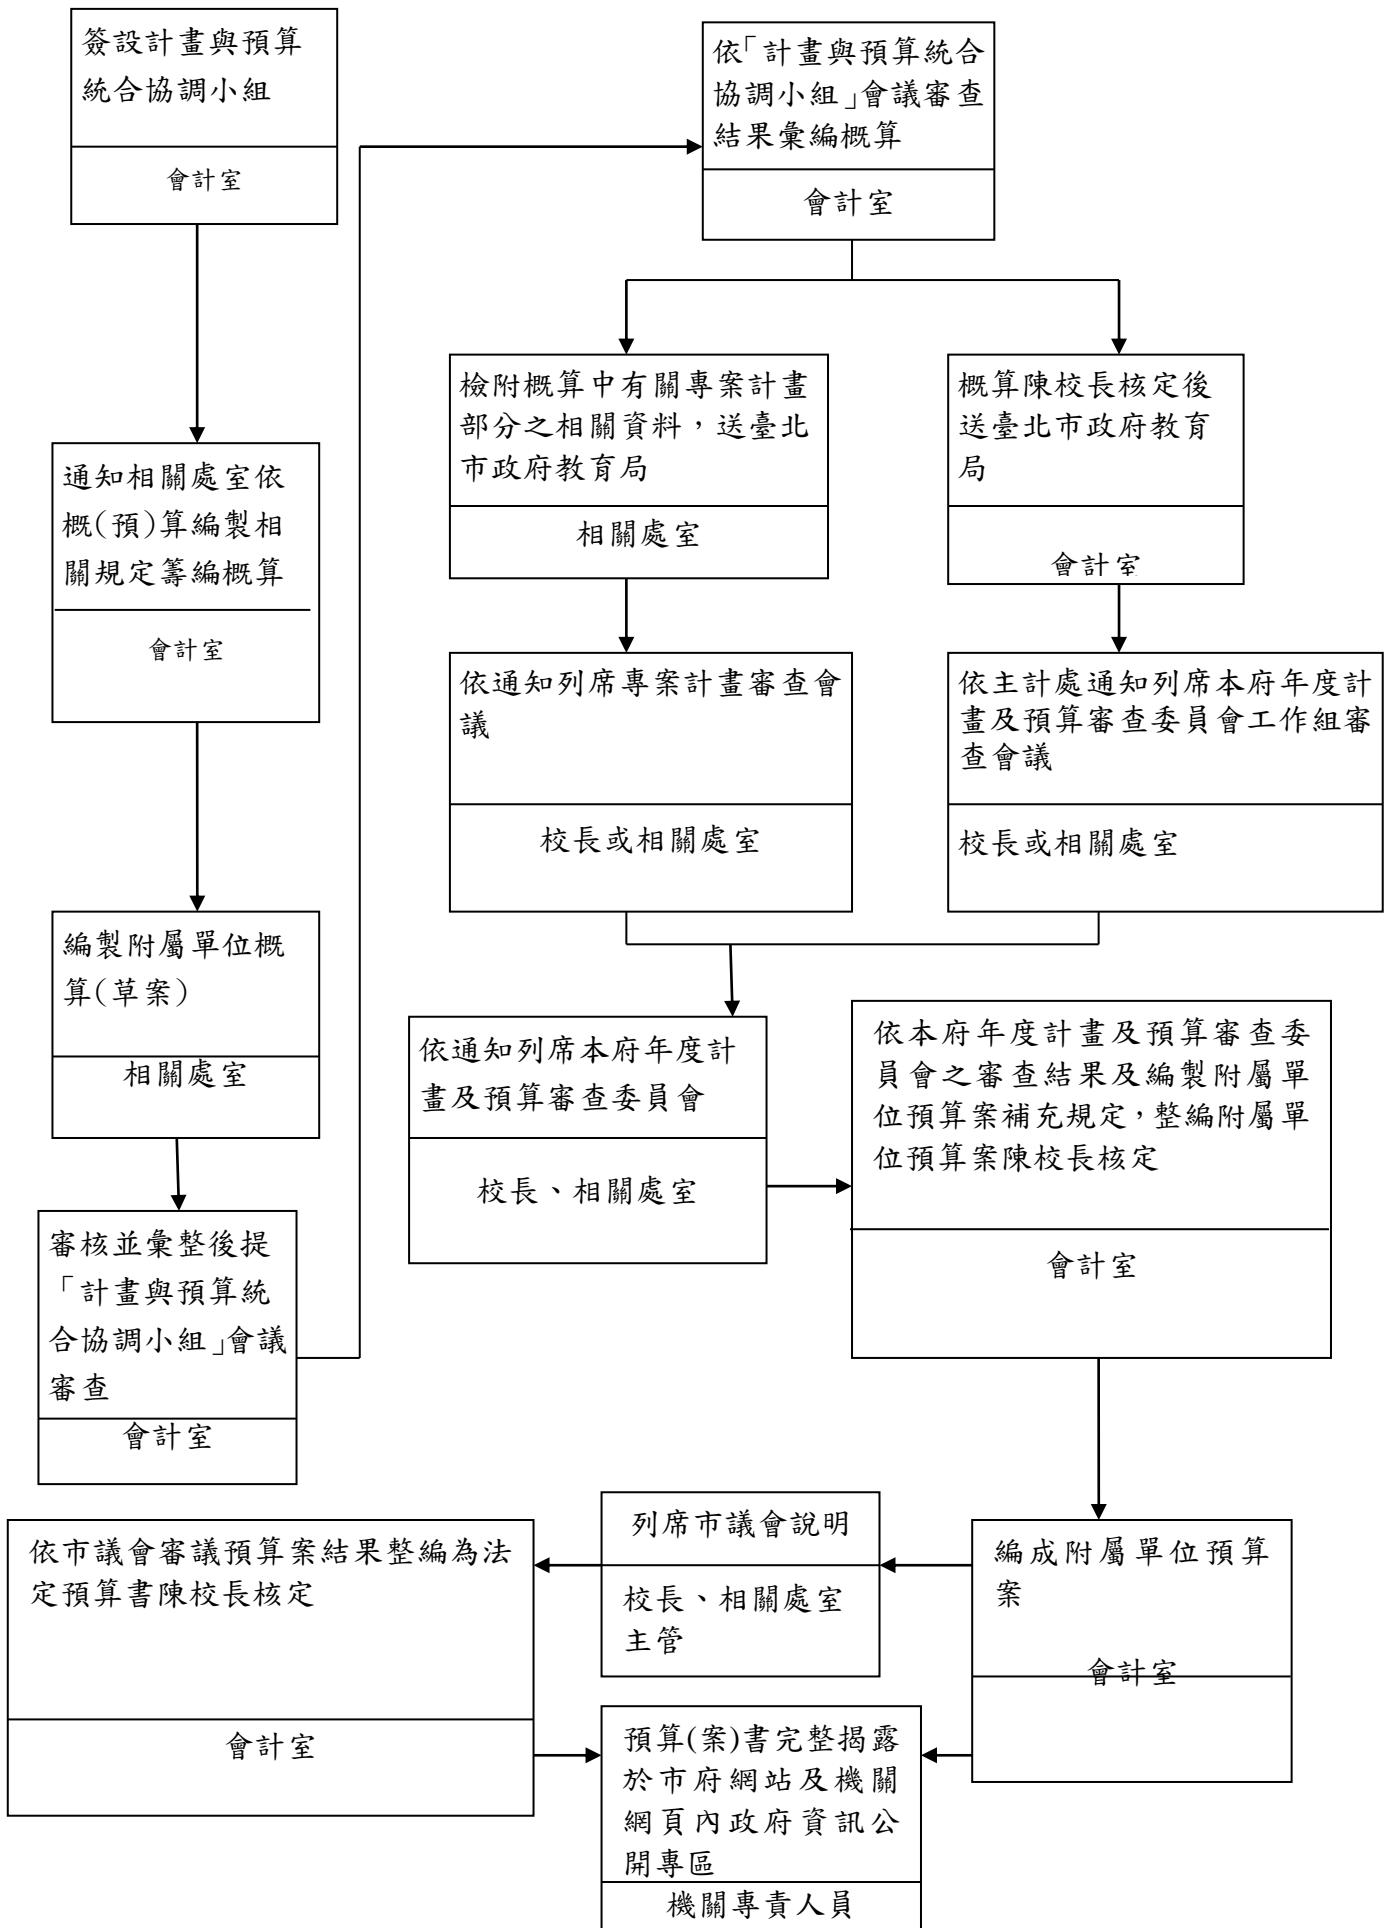 簽設計畫與預算
統合協調小組
會計室
通知相關處室依
概(預)算編製相
關規定籌編概算
會計室
編製附屬單位概
算(草案)
相關處室
審核並彙整後提
「計畫與預算統
合協調小組」會議
審查
會計室
依「計畫與預算統合
協調小組」會議審查
結果彙編概算
會計室
檢附概算中有關專案計畫
部分之相關資料，送臺北
市政府教育局
相關處室
概算陳校長核定後
送臺北市政府教育
局
會計室
依通知列席專案計畫審查會
議
校長或相關處室
依主計處通知列席本府年度計
畫及預算審查委員會工作組審
查會議
校長或相關處室
依通知列席本府年度計
畫及預算審查委員會
校長、相關處室
依本府年度計畫及預算審查委
員會之審查結果及編製附屬單
位預算案補充規定，整編附屬單
位預算案陳校長核定
會計室
編成附屬單位預算
案
會計室
列席市議會說明
校長、相關處室
主管
依市議會審議預算案結果整編為法
定預算書陳校長核定
會計室
預算(案)書完整揭露
於市府網站及機關
網頁內政府資訊公
開專區
機關專責人員